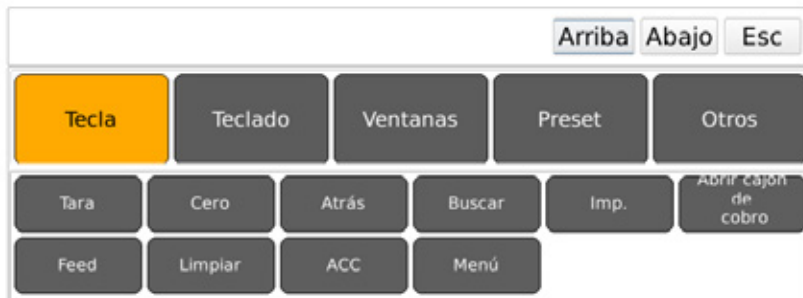 Arriba Abajo Esc
Tecla Teclado Ventanas Preset Otros
Tara Cero Atrás Buscar Imp. Abrir cajón
de
cobro
Feed Limpiar ACC Menú